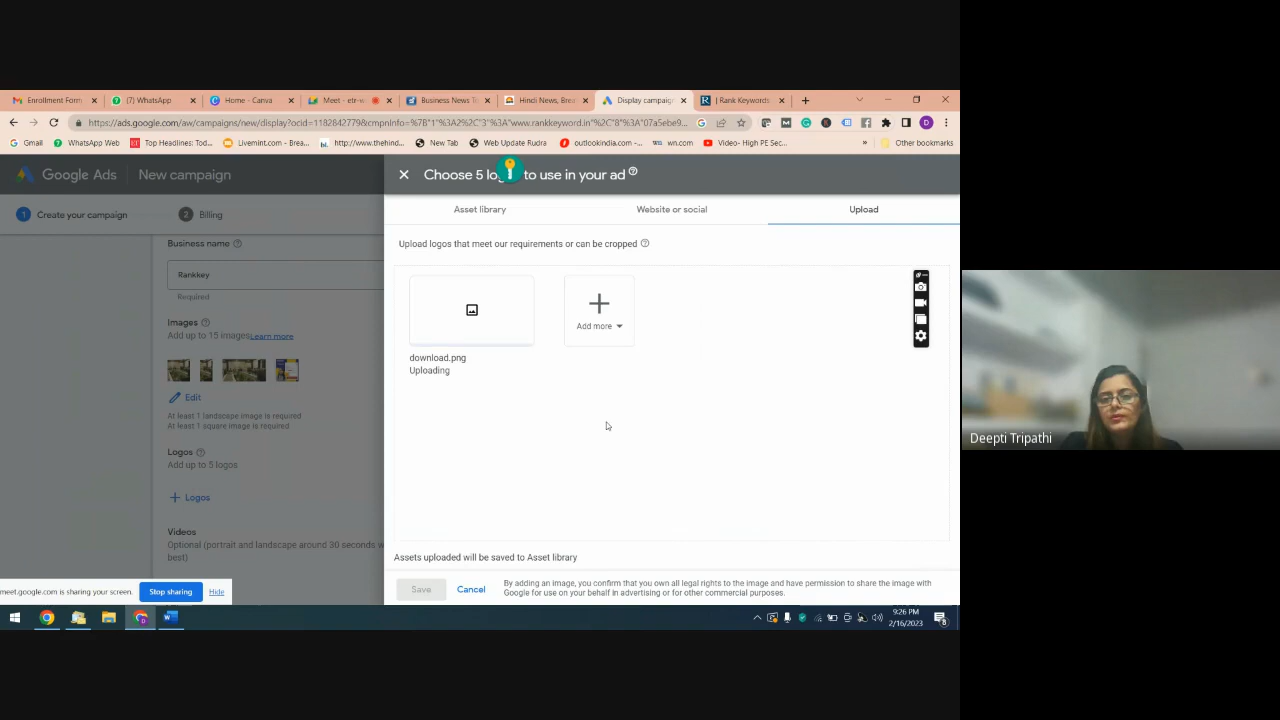 Enrollment Form
(7) WhatsApp
Home - Canva
Meet - etr-
Business News T
Hindi News, Brea
Display campaign
| Rank Keywords
https://ads.google.com/aw/campaigns/new/display?ocid=1182842779&cmpnInfo=%7B"1"%3A2%2C"3"%3A"www.rankkeyword.in"%2C"8"%3A"07a5ebe9...
Gmail
WhatsApp Web
Top Headlines: Tod...
Livemint.com - Brea...
http://www.thehind...
New Tab
Web Update Rudra
outlookindia.com -...
wn.com
Video- High PE Sec...
»
Other bookmarks
Google Ads
New campaign
Choose 5 logos to use in your ad
1 Create your campaign
2 Billing
Asset library
Website or social
Upload
Business name
Upload logos that meet our requirements or can be cropped
Rankkey
Required
Images
Add up to 15 images Learn more
Add more
download.png
Uploading
Edit
At least 1 landscape image is required
At least 1 square image is required
Logos
Add up to 5 logos
Logos
Videos
Optional (portrait and landscape around 30 seconds w
best)
Assets uploaded will be saved to Asset library
Save
Cancel
By adding an image, you confirm that you own all legal rights to the image and have permission to share the image with
Google for use on your behalf in advertising or for other commercial purposes.
meet.google.com is sharing your screen.
Stop sharing
Hide
9:26 PM
2/16/2023
Deepti Tripathi